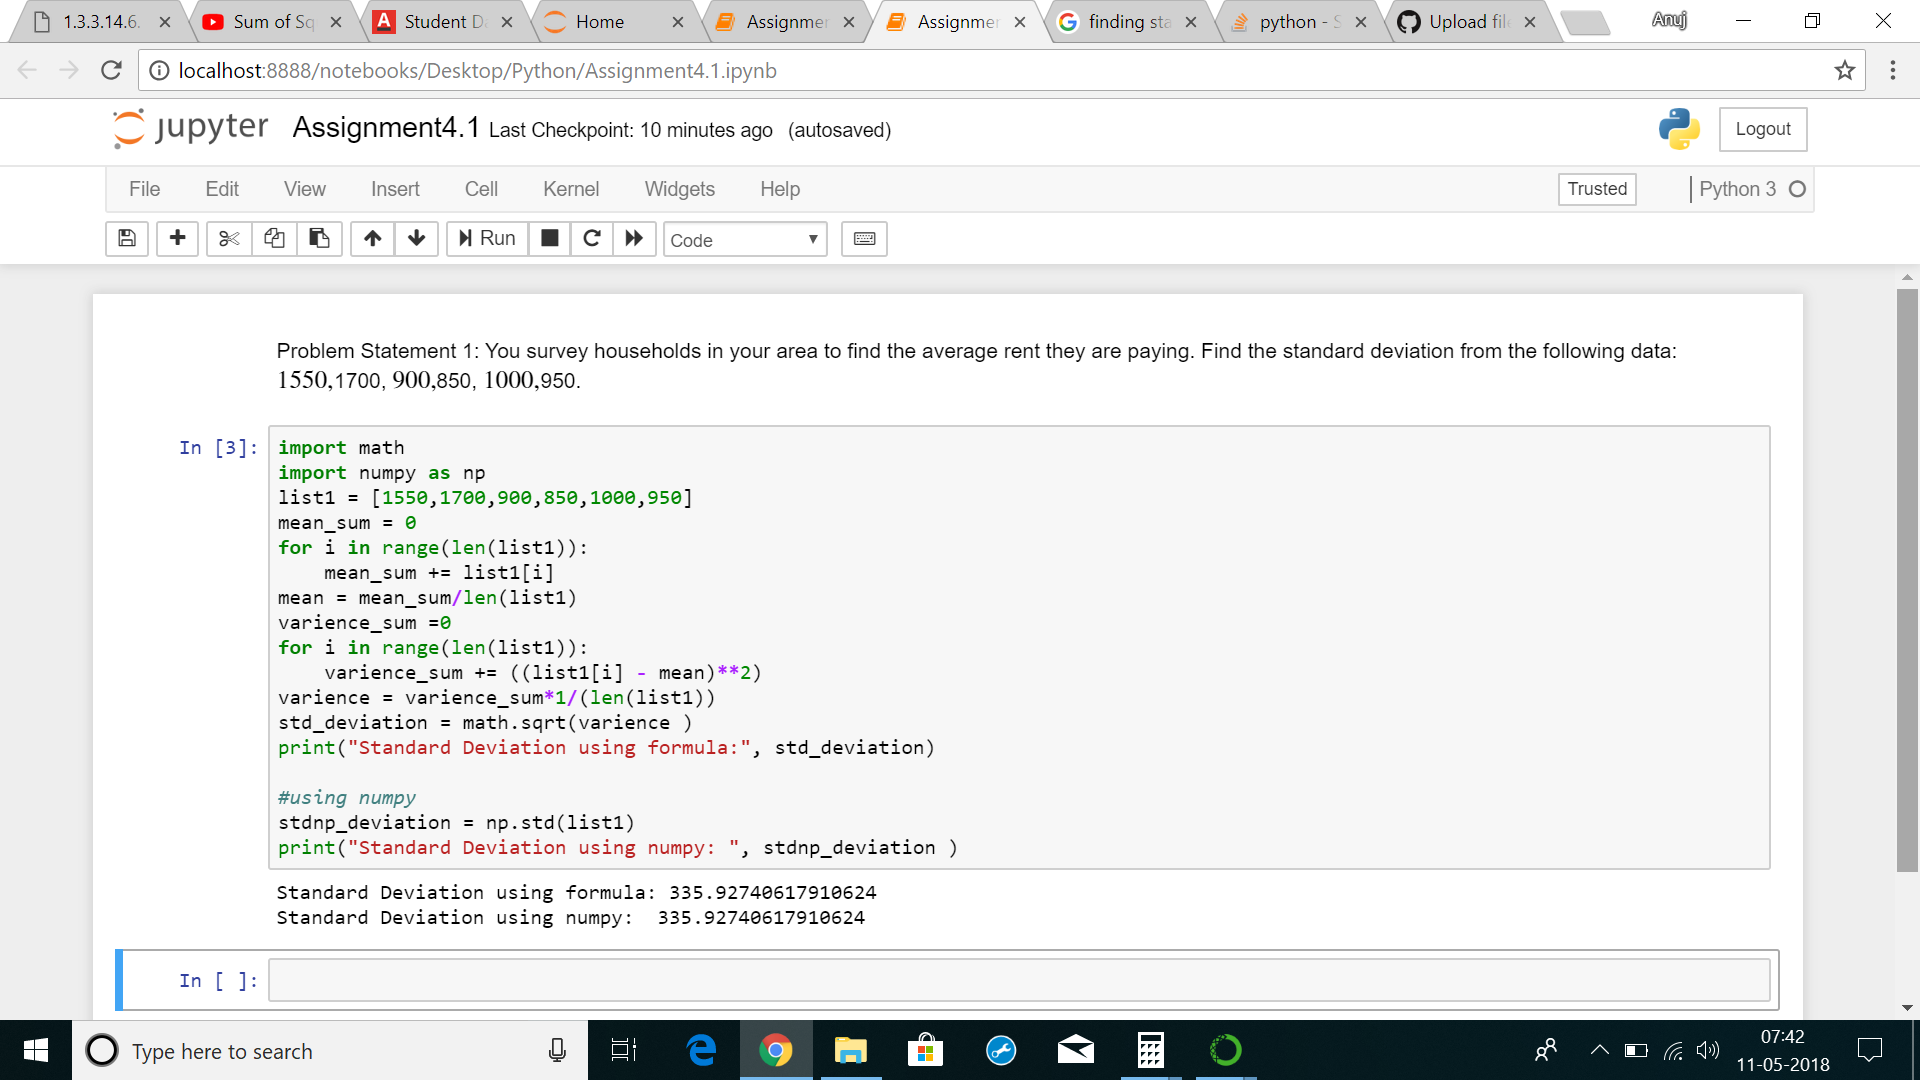 1.3.3.14.6.
Sum of Sq
Student D
Home
Assignmen
Assignmen
finding sta
python - S
Upload file
Anuj
localhost:8888/notebooks/Desktop/Python/Assignment4.1.ipynb
jupyter Assignment4.1 Last Checkpoint: 10 minutes ago (autosaved)
Logout
File Edit View Insert Cell Kernel Widgets Help
Trusted
Python 3
Run
Code
Problem Statement 1: You survey households in your area to find the average rent they are paying. Find the standard deviation from the following data:
1550,1700, 900,850, 1000,950.
In [3]:
import math
import numpy as np
list1 = [1550,1700,900,850,1000,950]
mean_sum = 0
for i in range(len(list1)):
    mean_sum += list1[i]
mean = mean_sum/len(list1)
varience_sum =0
for i in range(len(list1)):
    varience_sum += ((list1[i] - mean)**2)
varience = varience_sum*1/(len(list1))
std_deviation = math.sqrt(varience )
print("Standard Deviation using formula:", std_deviation)
#using numpy
stdnp_deviation = np.std(list1)
print("Standard Deviation using numpy: ", stdnp_deviation )
Standard Deviation using formula: 335.92740617910624
Standard Deviation using numpy:  335.92740617910624
In [ ]:
Type here to search
07:42
11-05-2018